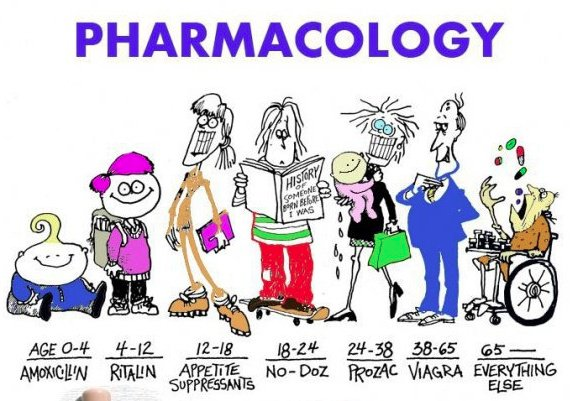 PHARMACOLOGY
HISTORY
OF
SOMEONE
BORN BEFORE
I WAS
AGE 0-4 4-12 12-18 18-24 24-38 38-65 65 —
AMOXICLIN RITALIN APPETITE NO-DOZ PROZAC VIAGRA EVERYTHING
SUPPRESSANTS ELSE